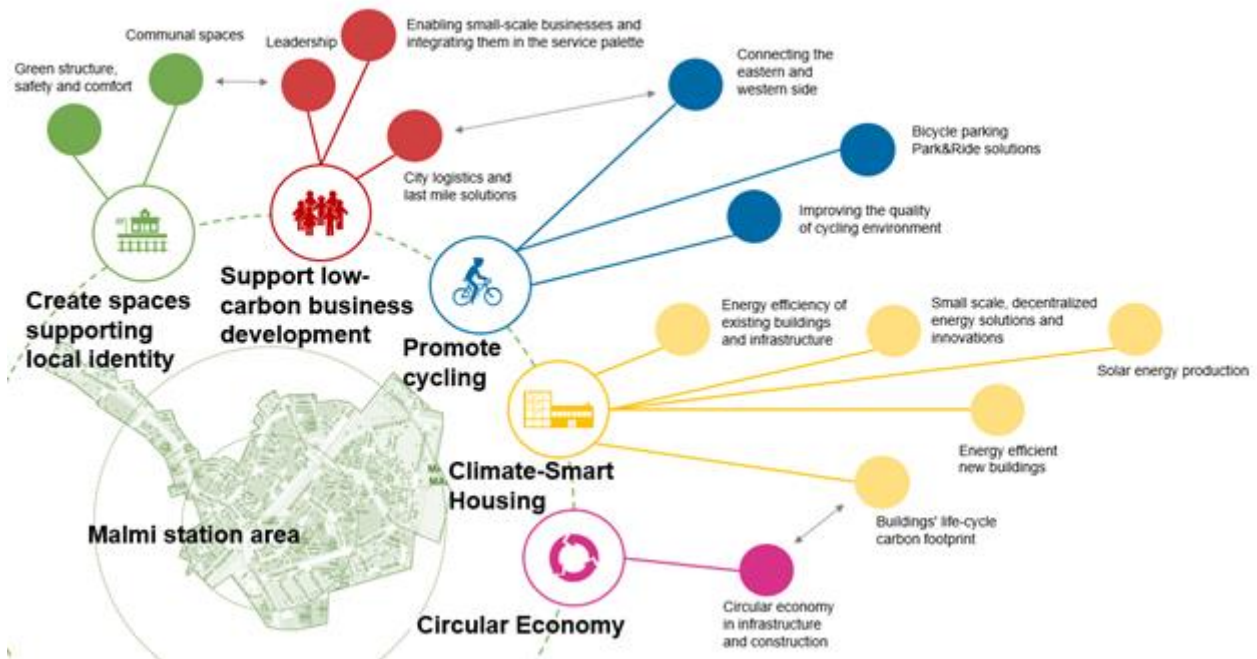 Communal spaces
Green structure,
safety and comfort
Leadership
Enabling small-scale businesses and
integrating them in the service palette
City logistics and
last mile solutions
Connecting the
eastern and
western side
Bicycle parking
Park&Ride solutions
Improving the quality
of cycling environment
Create spaces
supporting
local identity
Support low-
carbon business
development
Promote
cycling
Energy efficiency of
existing buildings
and infrastructure
Small scale, decentralized
energy solutions and
innovations
Solar energy production
Energy efficient
new buildings
Climate-Smart
Housing
Buildings' life-cycle
carbon footprint
Malmi station area
Circular Economy
Circular economy
in infrastructure
and construction